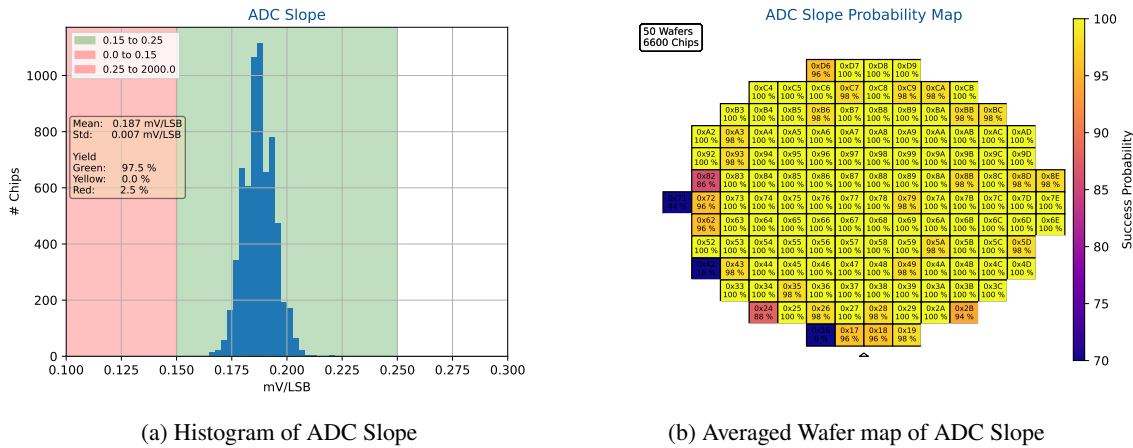 ADC Slope
0.15 to 0.25
0.0 to 0.15
0.25 to 2000.0
Mean: 0.187 mV/LSB
Std: 0.007 mV/LSB
Yield
Green: 97.5 %
Yellow: 0.0 %
Red: 2.5 %
# Chips
1000
800
600
400
200
0
0.100 0.125 0.150 0.175 0.200 0.225 0.250 0.275 0.300
mV/LSB
(a) Histogram of ADC Slope
ADC Slope Probability Map
50 Wafers
6600 Chips
0xD6 0xD7 0xD8 0xD9
96 % 100 % 100 % 100 %
0xC4 0xC5 0xC6 0xC7 0xC8 0xC9 0xCA 0xCB
100 % 100 % 100 % 98 % 100 % 98 % 98 % 100 %
0xB3 0xB4 0xB5 0xB6 0xB7 0xB8 0xB9 0xBA 0xBB 0xBC
100 % 100 % 100 % 98 % 100 % 100 % 100 % 100 % 98 % 98 %
0xA2 0xA3 0xA4 0xA5 0xA6 0xA7 0xA8 0xA9 0xAA 0xAB 0xAC 0xAD
100 % 98 % 100 % 100 % 100 % 100 % 100 % 100 % 100 % 100 % 100 % 100 %
0x92 0x93 0x94 0x95 0x96 0x97 0x98 0x99 0x9A 0x9B 0x9C 0x9D
100 % 98 % 100 % 100 % 100 % 100 % 100 % 100 % 100 % 100 % 100 % 100 %
0x82 0x83 0x84 0x85 0x86 0x87 0x88 0x89 0x8A 0x8B 0x8C 0x8D 0x8E
86 % 100 % 100 % 100 % 100 % 100 % 100 % 100 % 100 % 98 % 100 % 98 % 98 %
0x71 0x72 0x73 0x74 0x75 0x76 0x77 0x78 0x79 0x7A 0x7B 0x7C 0x7D 0x7E
96 % 100 % 100 % 100 % 100 % 100 % 100 % 98 % 100 % 100 % 100 % 100 % 100 %
0x62 0x63 0x64 0x65 0x66 0x67 0x68 0x69 0x6A 0x6B 0x6C 0x6D 0x6E
96 % 100 % 100 % 100 % 100 % 100 % 100 % 100 % 100 % 100 % 100 % 100 % 100 %
0x52 0x53 0x54 0x55 0x56 0x57 0x58 0x59 0x5A 0x5B 0x5C 0x5D
100 % 100 % 100 % 100 % 100 % 100 % 100 % 100 % 98 % 100 % 100 % 98 %
0x42 0x43 0x44 0x45 0x46 0x47 0x48 0x49 0x4A 0x4B 0x4C 0x4D
98 % 100 % 100 % 100 % 100 % 100 % 98 % 100 % 100 % 100 % 100 %
0x33 0x34 0x35 0x36 0x37 0x38 0x39 0x3A 0x3B 0x3C
100 % 100 % 98 % 100 % 100 % 100 % 100 % 100 % 100 % 100 %
0x24 0x25 0x26 0x27 0x28 0x29 0x2A 0x2B
88 % 100 % 98 % 100 % 98 % 100 % 100 % 94 %
0x16 0x17 0x18 0x19
96 % 96 % 98 %
100
95
90
85
80
75
70
Success Probability
(b) Averaged Wafer map of ADC Slope